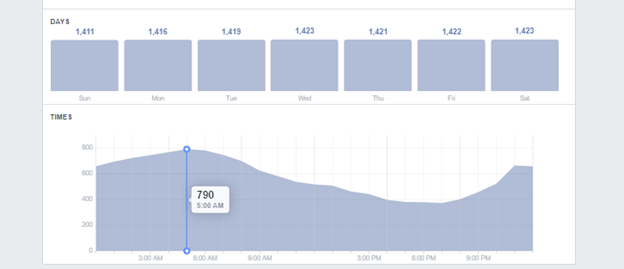 DAYS
1,411 1,416 1,419 1,423 1,421 1,422 1,423
Sun Mon Tue Wed Thu Fri Sat
TIMES
800
600
790
5:00 AM
400
200
0
3:00 AM 6:00 AM 9:00 AM 3:00 PM 6:00 PM 9:00 PM